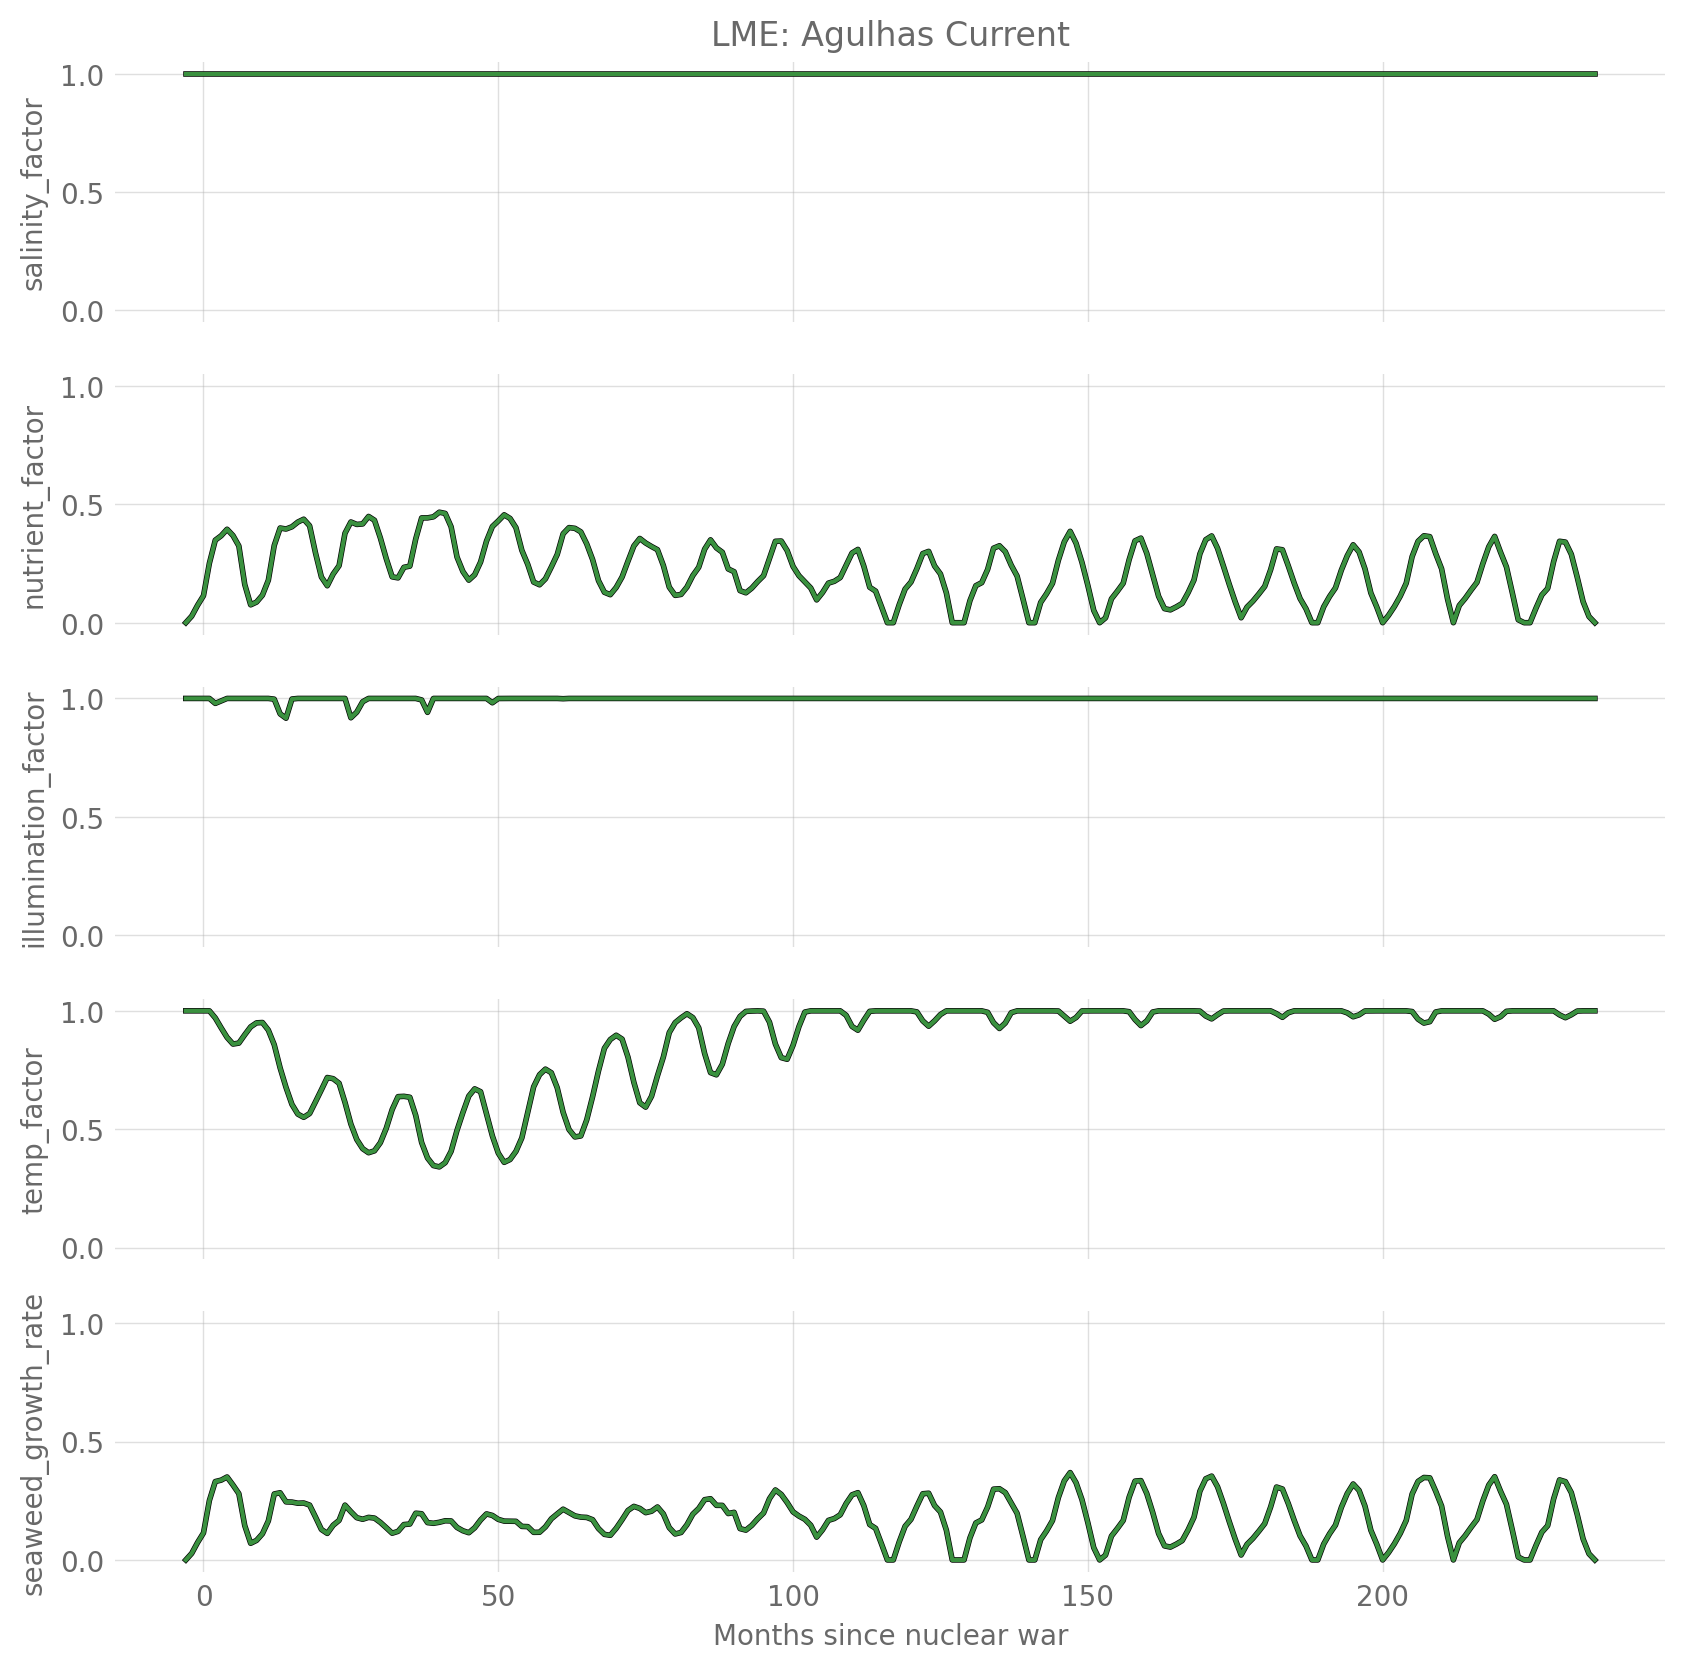 LME: Agulhas Current
salinity_factor
1.0
0.5
0.0
nutrient_factor
1.0
0.5
0.0
illumination_factor
1.0
0.5
0.0
temp_factor
1.0
0.5
0.0
seaweed_growth_rate
1.0
0.5
0.0
0 50 100 150 200
Months since nuclear war